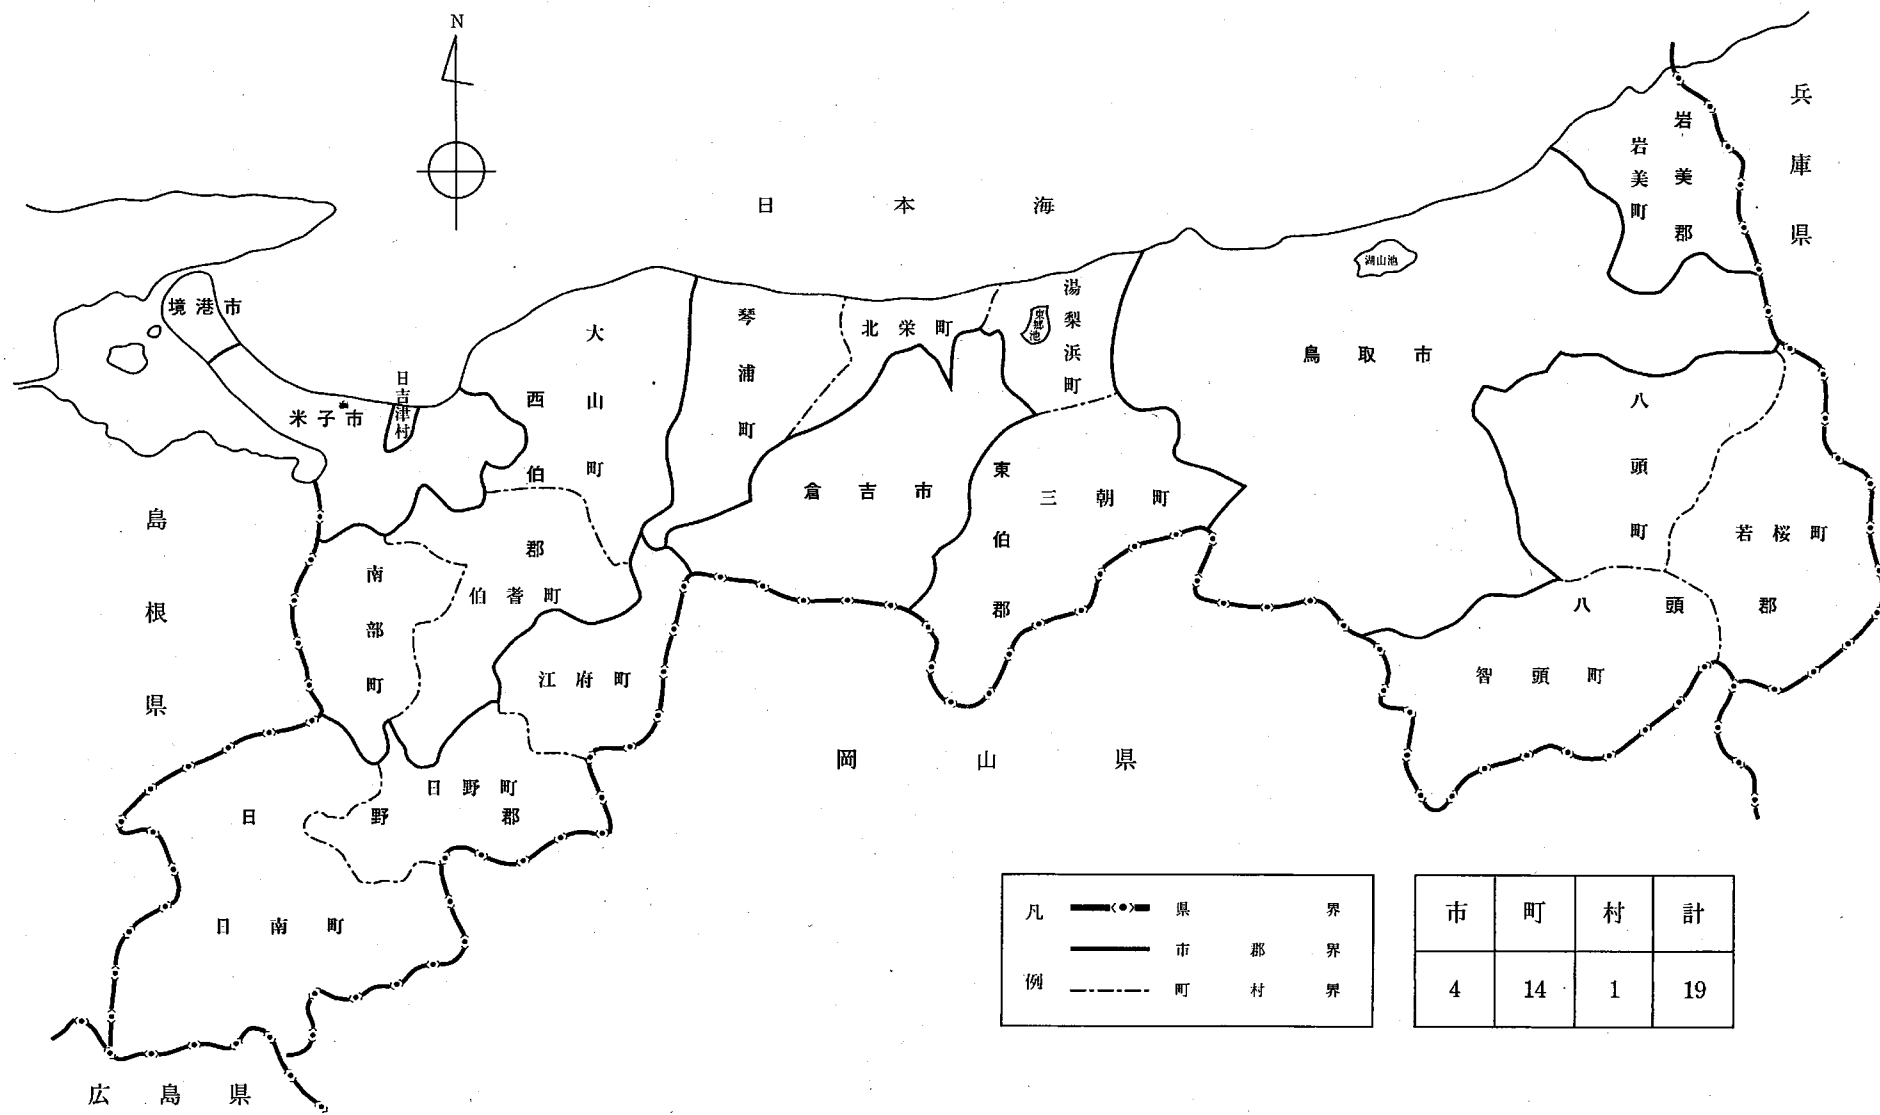 N
日本海
兵庫県
岩美郡
岩美町
湖山池
鳥取市
湯梨浜町
東郷池
北栄町
琴浦町
大山町
西伯郡
境港市
米子市
日吉津村
八頭町
若桜町
八頭郡
智頭町
倉吉市
東伯郡
三朝町
島根県
南部町
伯耆町
江府町
岡山県
日野町
日野郡
日南町
広島県
凡例
県界
市郡界
町村界
市 町 村 計
4 14 1 19